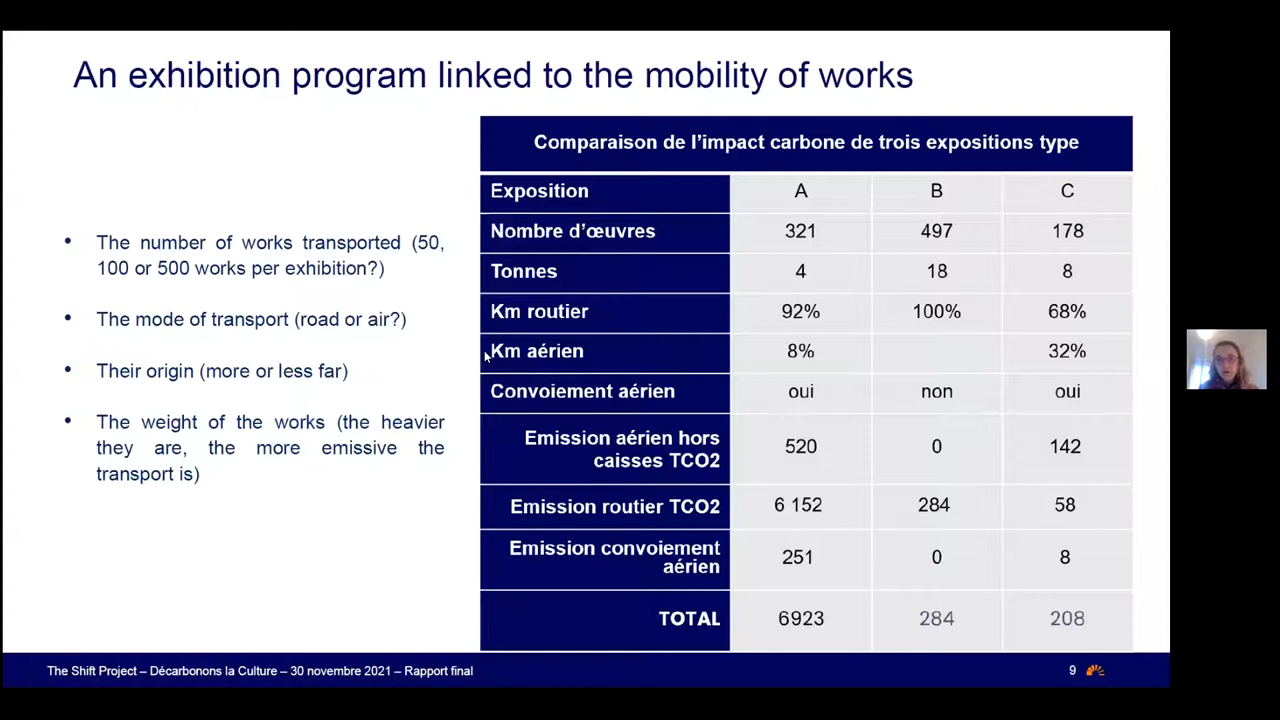 An exhibition program linked to the mobility of works
• The number of works transported (50,
100 or 500 works per exhibition?)
• The mode of transport (road or air?)
• Their origin (more or less far)
• The weight of the works (the heavier
they are, the more emissive the
transport is)
Comparaison de l’impact carbone de trois expositions type
Exposition A B C
Nombre d’œuvres 321 497 178
Tonnes 4 18 8
Km routier 92% 100% 68%
Km aérien 8% 32%
Convoiement aérien oui non oui
Emission aérien hors
caisses TCO2 520 0 142
Emission routier TCO2 6 152 284 58
Emission convoiement
aérien 251 0 8
TOTAL 6923 284 208
The Shift Project – Décarbonons la Culture – 30 novembre 2021 – Rapport final
9